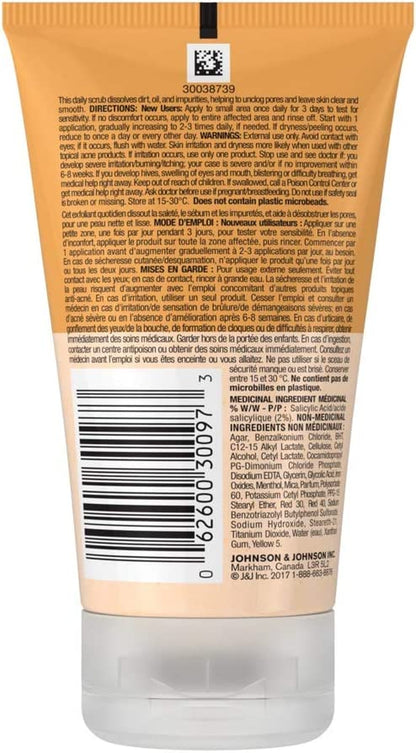 30038739
This daily scrub dissolves dirt, oil, and impurities, helping to unclog pores and leave skin clear and
smooth. DIRECTIONS: New Users: Apply to small area once daily for 3 days to test for
sensitivity. If no discomfort occurs, apply to entire affected area and rinse off. Start with 1
application, gradually increasing to 2-3 times daily, if needed. If dryness/peeling occurs,
reduce to once a day or every other day. WARNINGS: External use only. Avoid contact with
eyes; if it occurs, flush with water. Skin irritation and dryness more likely when used with other
topical acne products. If irritation occurs, use only one product. Stop use and see doctor if you
develop severe irritation/burning/itching; your case is severe and/or if no improvement within
6-8 weeks. If you develop hives, swelling of eyes and mouth, blistering or difficulty breathing, get
medical help right away. Keep out of reach of children. If swallowed, call a Poison Control Center or
get medical help right away. Ask doctor before use if pregnant/breastfeeding. Do not use if safety seal
is broken or missing. Store at 15-30°C. Does not contain plastic microbeads.
Cet exfoliant quotidien dissout la saleté, le sébum et les impuretés, et aide à désobstruer les pores,
pour une peau nette et lisse. MODE D'EMPLOI : Nouveaux utilisateurs : Appliquer sur une
petite zone, une fois par jour pendant 3 jours, pour tester votre sensibilité. En l'absence
d'inconfort, appliquer le produit sur toute la zone affectée, puis rincer. Commencer par
1 application avant d'augmenter graduellement à 2-3 applications par jour, au besoin.
En cas de sécheresse cutanée/desquamation, n'appliquer le produit qu'une fois par jour
ou tous les deux jours. MISES EN GARDE : Pour usage externe seulement. Éviter tout
contact avec les yeux; en cas de contact, rincer à grande eau. La sécheresse et l'irritation de
la peau risquent d'augmenter avec l'emploi concomitant d'autres produits topiques
anti-acné. En cas d'irritation, utiliser un seul produit. Cesser l'emploi et consulter un
médecin en cas d'irritation/de sensation de brûlure/de démangeaisons sévères; en cas
d'acné sévère ou en l'absence d'amélioration après 6-8 semaines. En cas d'urticaire, de
gonflement des yeux/de la bouche, de formation de cloques ou de difficultés à respirer, obtenir
immédiatement des soins médicaux. Garder hors de la portée des enfants. En cas d'ingestion,
contacter un centre antipoison ou obtenir des soins médicaux immédiatement. Consultez un
médecin avant l'emploi si vous êtes enceinte ou vous allaitez. Ne pas utiliser si le sceau de
sécurité manque ou est brisé. Conserver
entre 15 et 30 °C. Ne contient pas de
microbilles en plastique.
MEDICINAL INGREDIENT MÉDICINAL
% W/W - P/P : Salicylic Acid/acide
salicylique (2%). NON-MEDICINAL
INGREDIENTS NON MÉDICINAUX :
Agar, Benzalkonium Chloride, BHT,
C12-15 Alkyl Lactate, Cellulose, Cetyl
Alcohol, Cetyl Lactate, Cocamidopropyl
PG-Dimonium Chloride Phosphate,
Disodium EDTA, Glycerin, Glycolic Acid, Iron
Oxides, Menthol, Mica, Parfum, Polysorbate
60, Potassium Cetyl Phosphate, PPG-15
Stearyl Ether, Red 30, Red 40, Sodium
Benzotriazolyl Butylphenol Sulfonate,
Sodium Hydroxide, Steareth-21,
Titanium Dioxide, Water (eau), Xanthan
Gum, Yellow 5.
JOHNSON & JOHNSON INC.
Markham, Canada L3R 5L2
© J&J Inc. 2017 1-888-663-8676
0 62600 30097 3